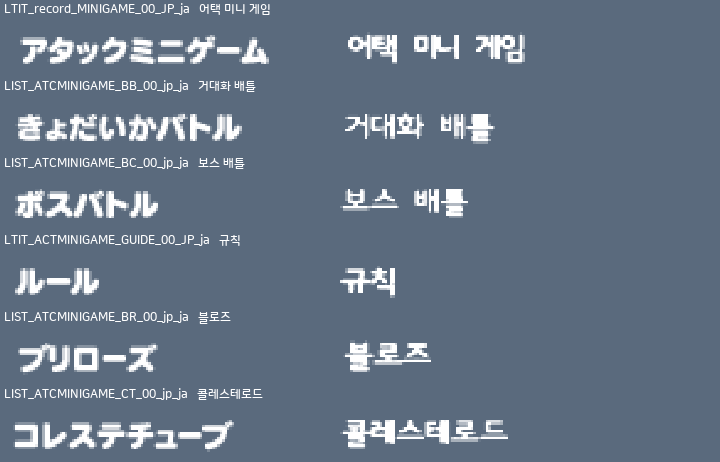 LTIT_record_MINIGAME_00_JP_ja 어택 미니 게임
アタックミニゲーム 어택 미니 게임
LIST_ATCMINIGAME_BB_00_jp_ja 거대화 배틀
きょだいかバトル 거대화 배틀
LIST_ATCMINIGAME_BC_00_jp_ja 보스 배틀
ボスバトル 보스 배틀
LTIT_ACTMINIGAME_GUIDE_00_JP_ja 규칙
ルール 규칙
LIST_ATCMINIGAME_BR_00_jp_ja 블로즈
ブリローズ 블로즈
LIST_ATCMINIGAME_CT_00_jp_ja 콜레스테로드
コレステチューブ 콜레스테로드